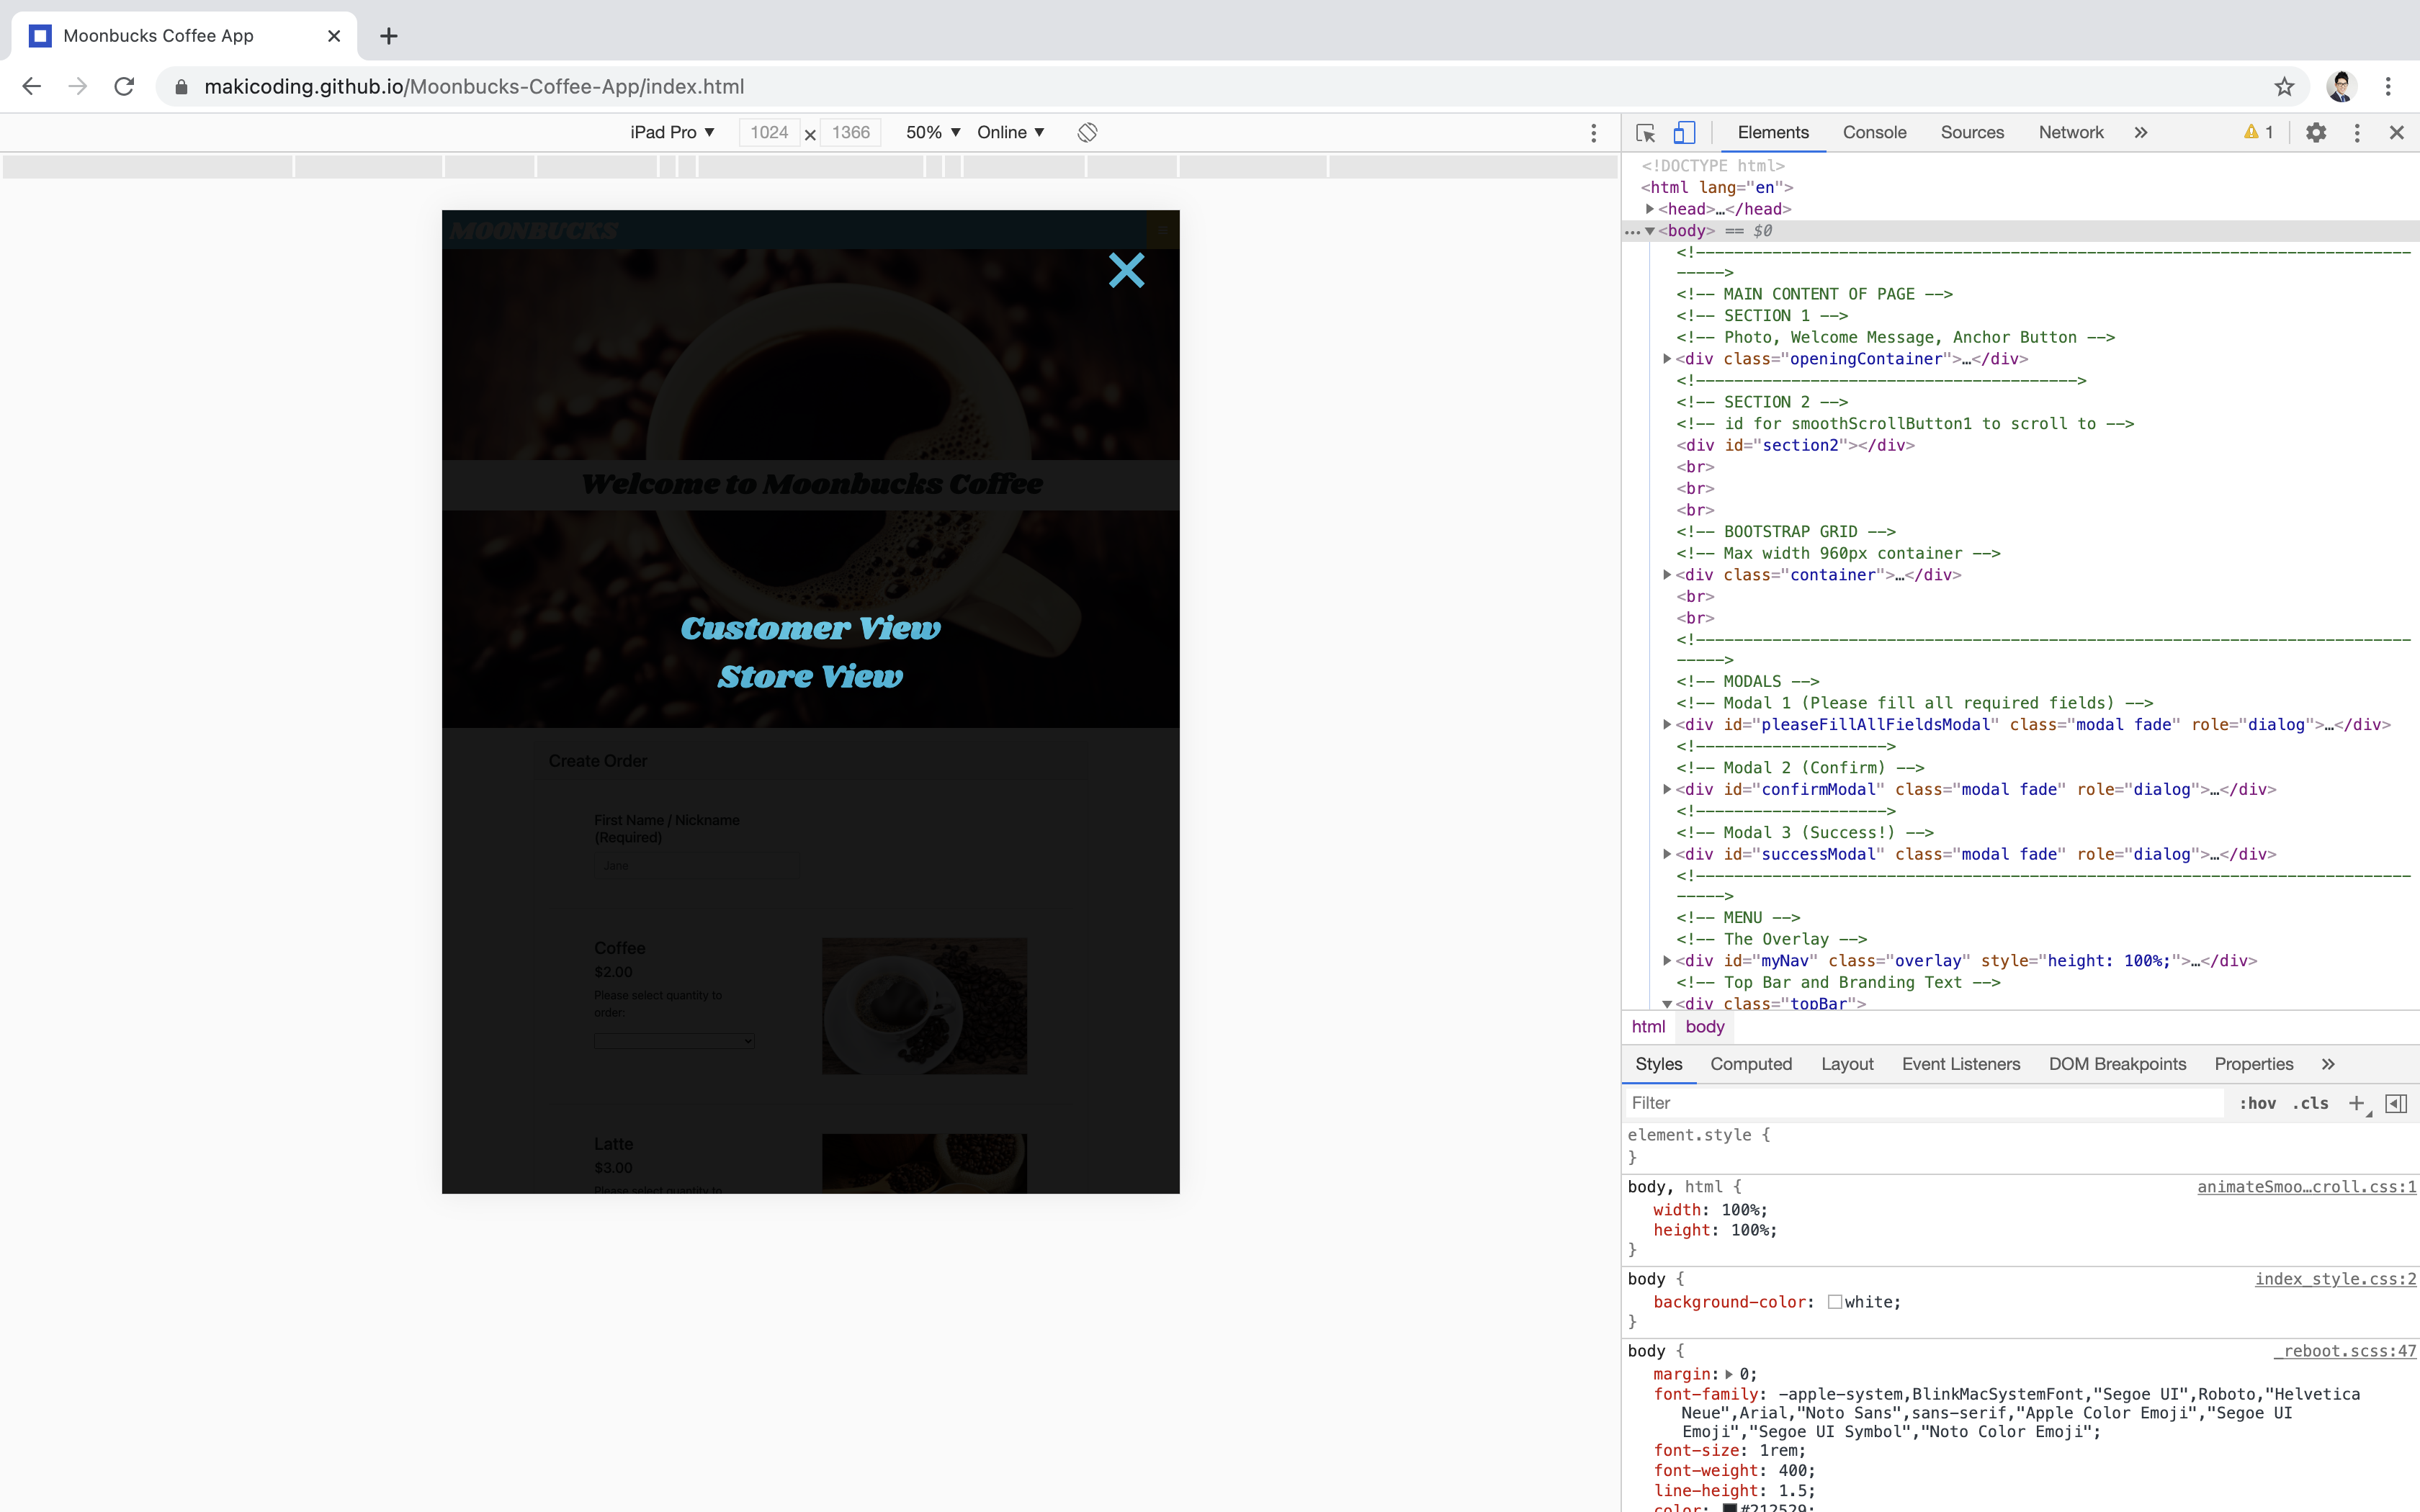 Moonbucks Coffee App
makicoding.github.io/Moonbucks-Coffee-App/index.html
iPad Pro ▼ 1024 × 1366 50% ▼ Online ▼
Elements Console Sources Network » 1
MOONBUCKS
Welcome to Moonbucks Coffee
Customer View
Store View
Create Order
First Name / Nickname
(Required)
Jane
Coffee
$2.00
Please select quantity to
order:
Latte
$3.00
Please select quantity to
<!DOCTYPE html>
<html lang="en">
<head>…</head>
<body> == $0
<!-- MAIN CONTENT OF PAGE -->
<!-- SECTION 1 -->
<!-- Photo, Welcome Message, Anchor Button -->
<div class="openingContainer">…</div>
<!-- SECTION 2 -->
<!-- id for smoothScrollButton1 to scroll to -->
<div id="section2"></div>
<br>
<br>
<br>
<!-- BOOTSTRAP GRID -->
<!-- Max width 960px container -->
<div class="container">…</div>
<br>
<br>
<!-- MODALS -->
<!-- Modal 1 (Please fill all required fields) -->
<div id="pleaseFillAllFieldsModal" class="modal fade" role="dialog">…</div>
<!-- Modal 2 (Confirm) -->
<div id="confirmModal" class="modal fade" role="dialog">…</div>
<!-- Modal 3 (Success!) -->
<div id="successModal" class="modal fade" role="dialog">…</div>
<!-- MENU -->
<!-- The Overlay -->
<div id="myNav" class="overlay" style="height: 100%;">…</div>
<!-- Top Bar and Branding Text -->
<div class="topBar">
html body
Styles Computed Layout Event Listeners DOM Breakpoints Properties »
Filter :hov .cls +
element.style {
}
body, html { animateSmoo…croll.css:1
width: 100%;
height: 100%;
}
body { index_style.css:2
background-color: white;
}
body { _reboot.scss:47
margin: 0;
font-family: -apple-system,BlinkMacSystemFont,"Segoe UI",Roboto,"Helvetica
Neue",Arial,"Noto Sans",sans-serif,"Apple Color Emoji","Segoe UI
Emoji","Segoe UI Symbol","Noto Color Emoji";
font-size: 1rem;
font-weight: 400;
line-height: 1.5;
color: #212529;